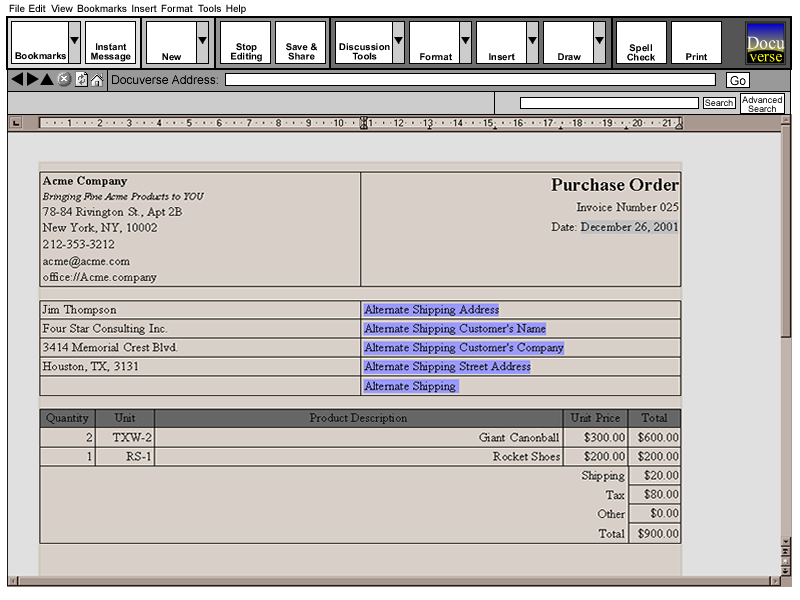 File Edit View Bookmarks Insert Format Tools Help
Bookmarks
Instant Message
New
Stop Editing
Save & Share
Discussion Tools
Format
Insert
Draw
Spell Check
Print
Docu verse
Docuverse Address:
Go
Search
Advanced Search
1 2 3 4 5 6 7 8 9 10 11 12 13 14 15 16 17 18 19 20 21
Acme Company
Purchase Order
Bringing Fine Acme Products to YOU
78-84 Rivington St., Apt 2B
Invoice Number 025
New York, NY, 10002
Date: December 26, 2001
212-353-3212
acme@acme.com
office://Acme.company
Jim Thompson Alternate Shipping Address
Four Star Consulting Inc. Alternate Shipping Customer's Name
3414 Memorial Crest Blvd. Alternate Shipping Customer's Company
Houston, TX, 3131 Alternate Shipping Street Address
Alternate Shipping
Quantity Unit Product Description Unit Price Total
2 TXW-2 Giant Canonball $300.00 $600.00
1 RS-1 Rocket Shoes $200.00 $200.00
Shipping $20.00
Tax $80.00
Other $0.00
Total $900.00